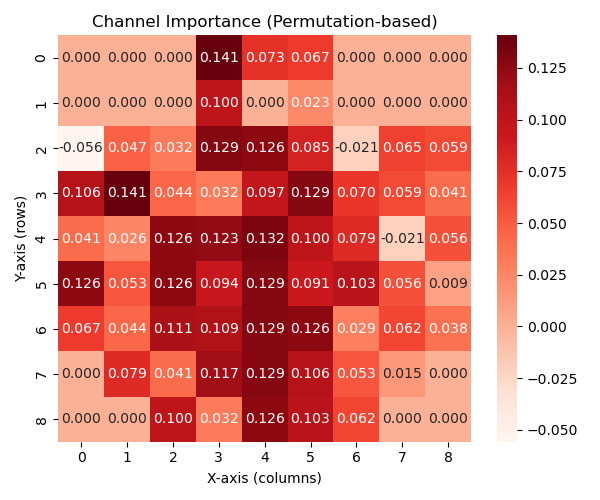 Channel Importance (Permutation-based)
0 0.000 0.000 0.000 0.141 0.073 0.067 0.000 0.000 0.000
1 0.000 0.000 0.000 0.100 0.000 0.023 0.000 0.000 0.000
2 -0.056 0.047 0.032 0.129 0.126 0.085 -0.021 0.065 0.059
3 0.106 0.141 0.044 0.032 0.097 0.129 0.070 0.059 0.041
4 0.041 0.026 0.126 0.123 0.132 0.100 0.079 -0.021 0.056
5 0.126 0.053 0.126 0.094 0.129 0.091 0.103 0.056 0.009
6 0.067 0.044 0.111 0.109 0.129 0.126 0.029 0.062 0.038
7 0.000 0.079 0.041 0.117 0.129 0.106 0.053 0.015 0.000
8 0.000 0.000 0.100 0.032 0.126 0.103 0.062 0.000 0.000
0 1 2 3 4 5 6 7 8
X-axis (columns)
Y-axis (rows)
0.125
0.100
0.075
0.050
0.025
0.000
−0.025
−0.050